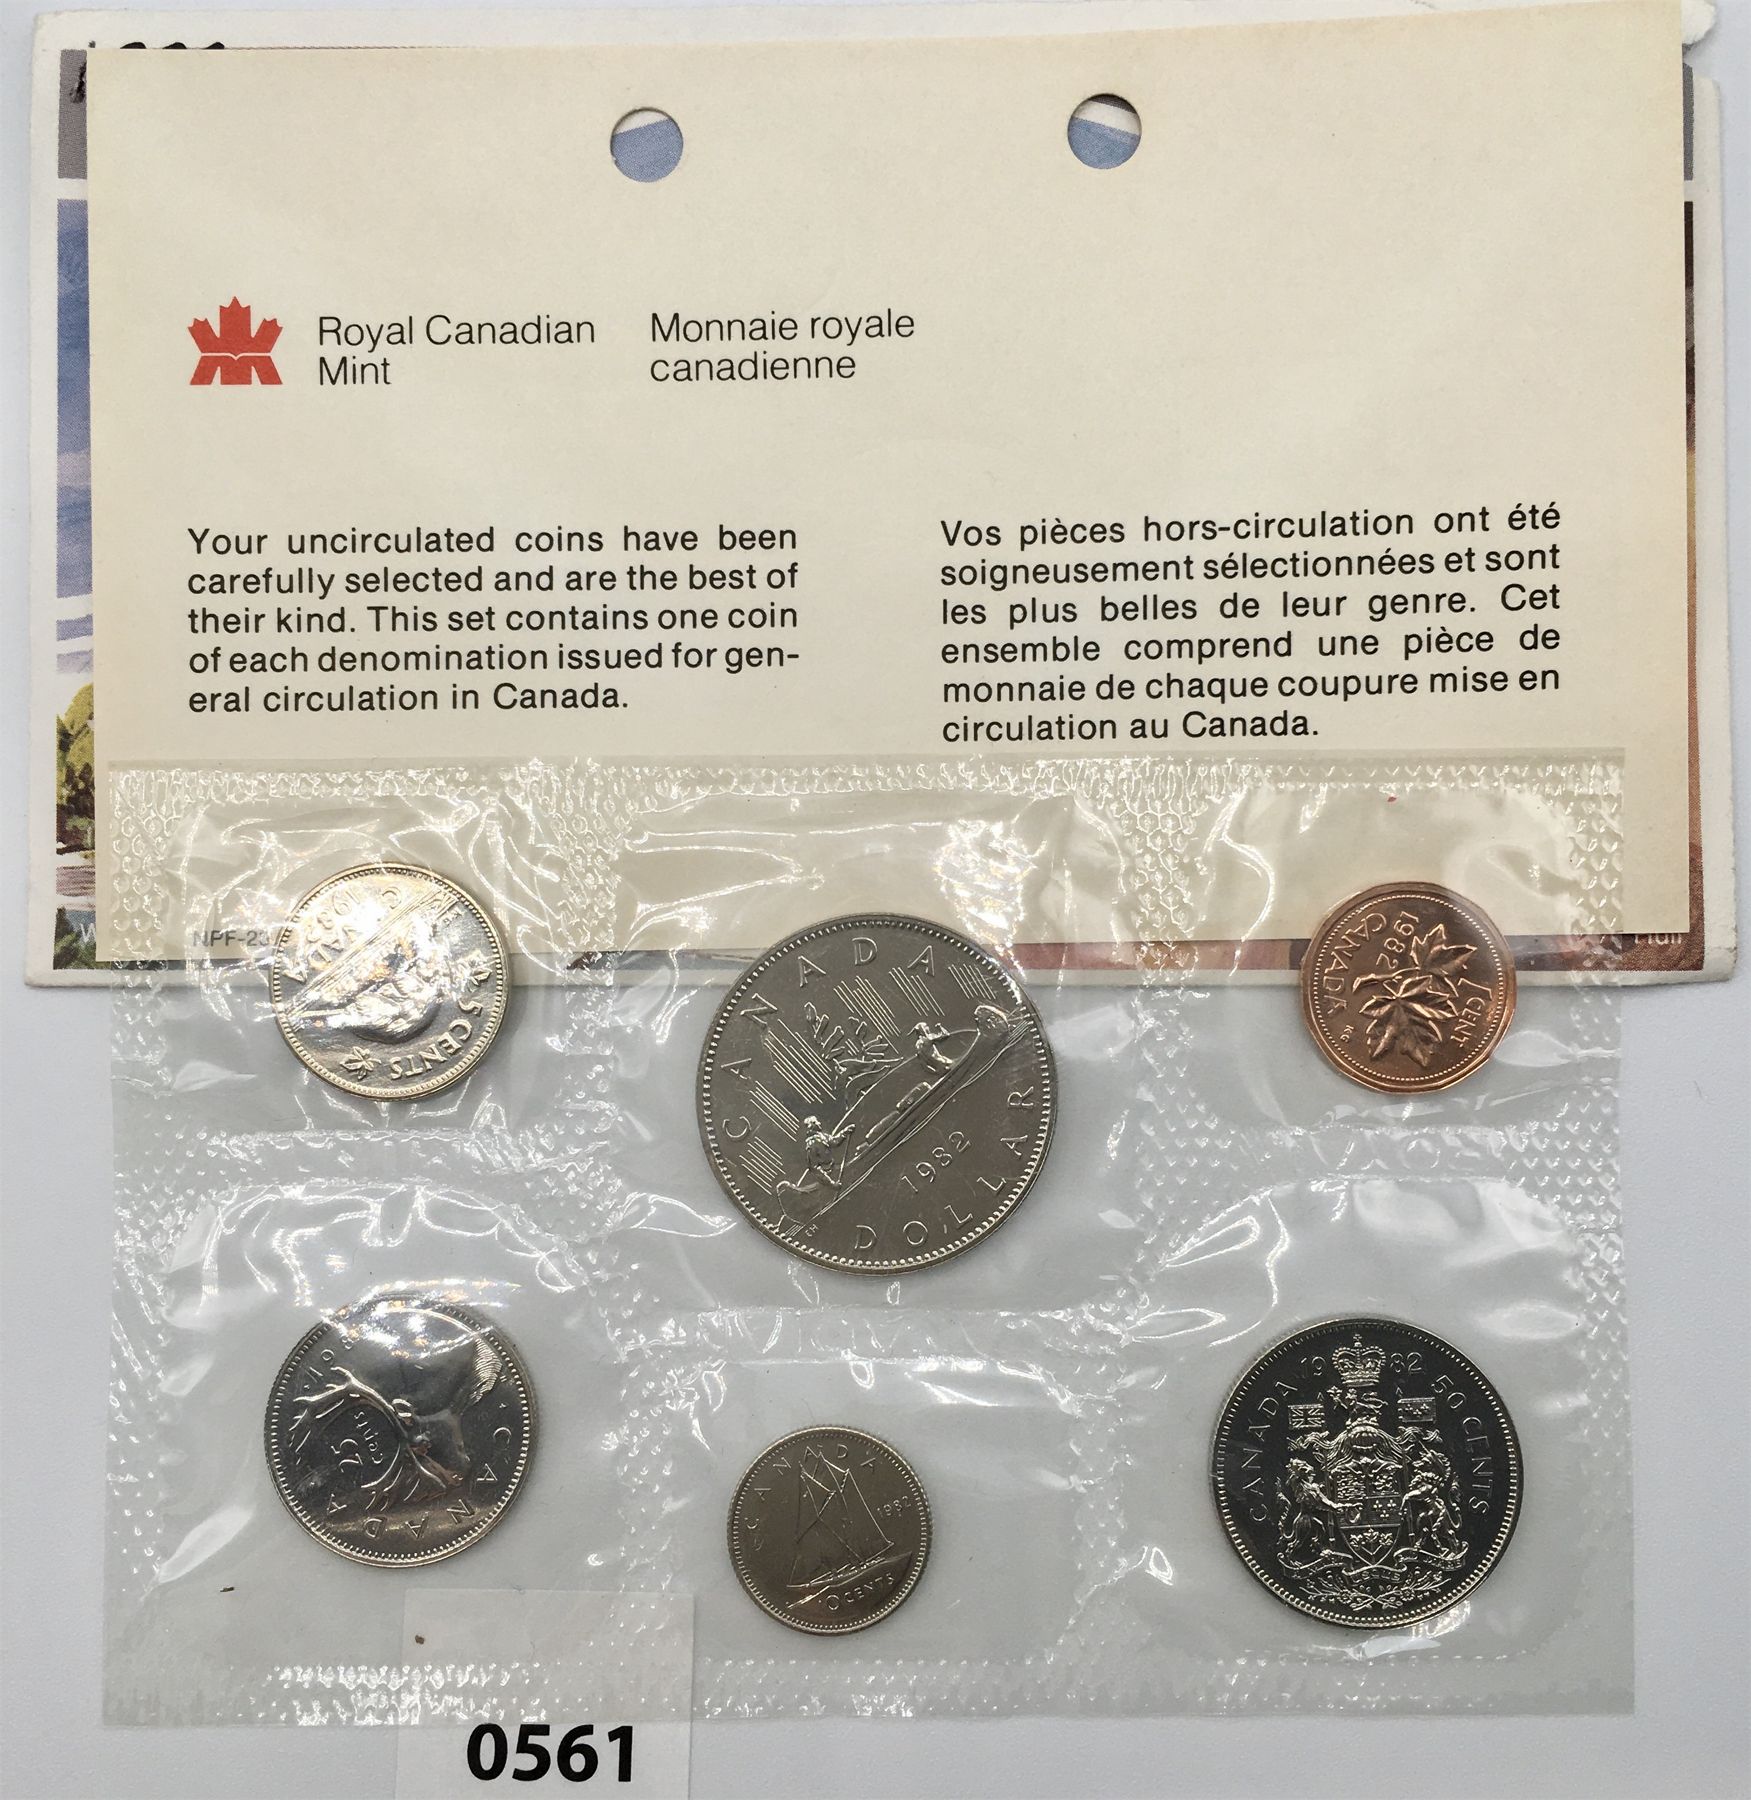 Royal Canadian
Mint
Monnaie royale
canadienne
Your uncirculated coins have been
carefully selected and are the best of
their kind. This set contains one coin
of each denomination issued for gen-
eral circulation in Canada.
Vos pièces hors-circulation ont été
soigneusement sélectionnées et sont
les plus belles de leur genre. Cet
ensemble comprend une pièce de
monnaie de chaque coupure mise en
circulation au Canada.
5 CENTS
CANADA
1982
DOLLAR
1982
CANADA
1 CENT
KG
CANADA
25
cents
CANADA
1982
10 CENTS
1982
CANADA
50 CENTS
0561